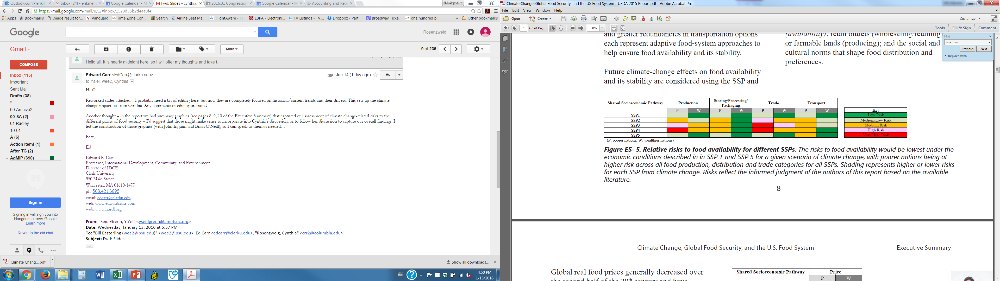 Outlook.com - erik_m
Inbox (24) - erikmenc
Google Calendar - M
Fwd: Slides - cynthia.
2016.01 Congression
Google Calendar - M
Accounting and Repo
Erik Alejandro
https://mail.google.com/mail/u/1/#inbox/1523d35b2d4aa0f4
Apps
Bookmarks
Image result for...
Vanguard
Time Zone Con...
Search
Airline Seat Ma...
FlightAware - Fl...
EBPA - Electroni...
TV Listings - TV....
Dropbox - Part ...
Broadway Ticke...
one hundred p...
»
Other bookmarks
Google
Rosenzweig
Gmail
More
9 of 235
COMPOSE
Inbox (115)
Important
Sent Mail
Drafts (38)
*
00-Archive2
00-SA (2)
01 Radley
10-01
A (6)
Action Item! (1)
After TG (2)
AgMIP (390)
Sign in
Signing in will sign you into
Hangouts across Google
Learn more
Revert to the old chat
Hello all: It is nearly midnight here, so I will offer my thoughts and take t...
Edward Carr <EdCarr@clarku.edu>
Jan 14 (1 day ago)
to Ya'el, wee2, Cynthia
Hi all:
Reworked slides attached – I probably need a bit of editing here, but now they are completely focused on historical/current trends and their drivers. This sets up the climate
change impact bit from Cynthia. Any comments or edits appreciated.
Another thought – in the report we had summary graphics (see pages 8, 9, 10 of the Executive Summary) that captured our assessment of climate change-related risks to the
different pillars of food security – I'd suggest that those might make sense to incorporate into Cynthia's discussion, or to follow her discussion to capture our overall findings. I
led the construction of those graphics (with John Ingram and Brian O'Neill), so I can speak to them as needed…
Best,
Ed
Edward R. Carr
Professor, International Development, Community, and Environment
Director of IDCE
Clark University
950 Main Street
Worcester, MA 01610-1477
ph: 508.421.3895
email: edcarr@clarku.edu
web: www.edwardrcarr.com
web: www.hurdl.org
From: "Seid-Green, Ya'el" <yseidgreen@ametsoc.org>
Date: Wednesday, January 13, 2016 at 5:57 PM
To: "Bill Easterling (wee2@psu.edu)" <wee2@psu.edu>, Ed Carr <edcarr@clarku.edu>, "Rosenzweig, Cynthia" <crr2@columbia.edu>
Subject: Fwd: Slides
Climate Chang....pdf
Show all downloads...
4:50 PM
1/15/2016
Climate Change, Global Food Security, and the US Food System - USDA 2015 Report.pdf - Adobe Acrobat Pro
File Edit View Window Help
Open
Create
Customize
8
(18 of 157)
198%
Tools
Fill & Sign
Comment
Find
executive
Previous
Next
Replace with
and greater redundancies in transportation options
each represent adaptive food-system approaches to
help ensure food availability and its stability.
Future climate-change effects on food availability
and its stability are considered using the SSP and
(availability); retail outlets (wholesaling/retailing)
or farmable lands (producing); and the social and
cultural norms that shape food distribution and
preferences.
Shared Socioeconomic Pathway Production Storing/Processing/ Packaging Trade Transport
P W P W P W P W
SSP1
SSP2
SSP3
SSP4
SSP5
(P: poorer nations, W: wealthier nations)
Key
Low Risk
Medium/Low Risk
Medium Risk
High Risk
Very High Risk
Figure ES- 5. Relative risks to food availability for different SSPs. The risks to food availability would be lowest under the
economic conditions described in in SSP 1 and SSP 5 for a given scenario of climate change, with poorer nations being at
higher risk across all food production, distribution and trade categories for all SSPs. Shading represents higher or lower risks
for each SSP from climate change. Risks reflect the informed judgment of the authors of this report based on the available
literature.
8
Climate Change, Global Food Security, and the U.S. Food System
Executive Summary
Global real food prices generally decreased over
the second half of the 20th century and have
Shared Socioeconomic Pathway Price
P W